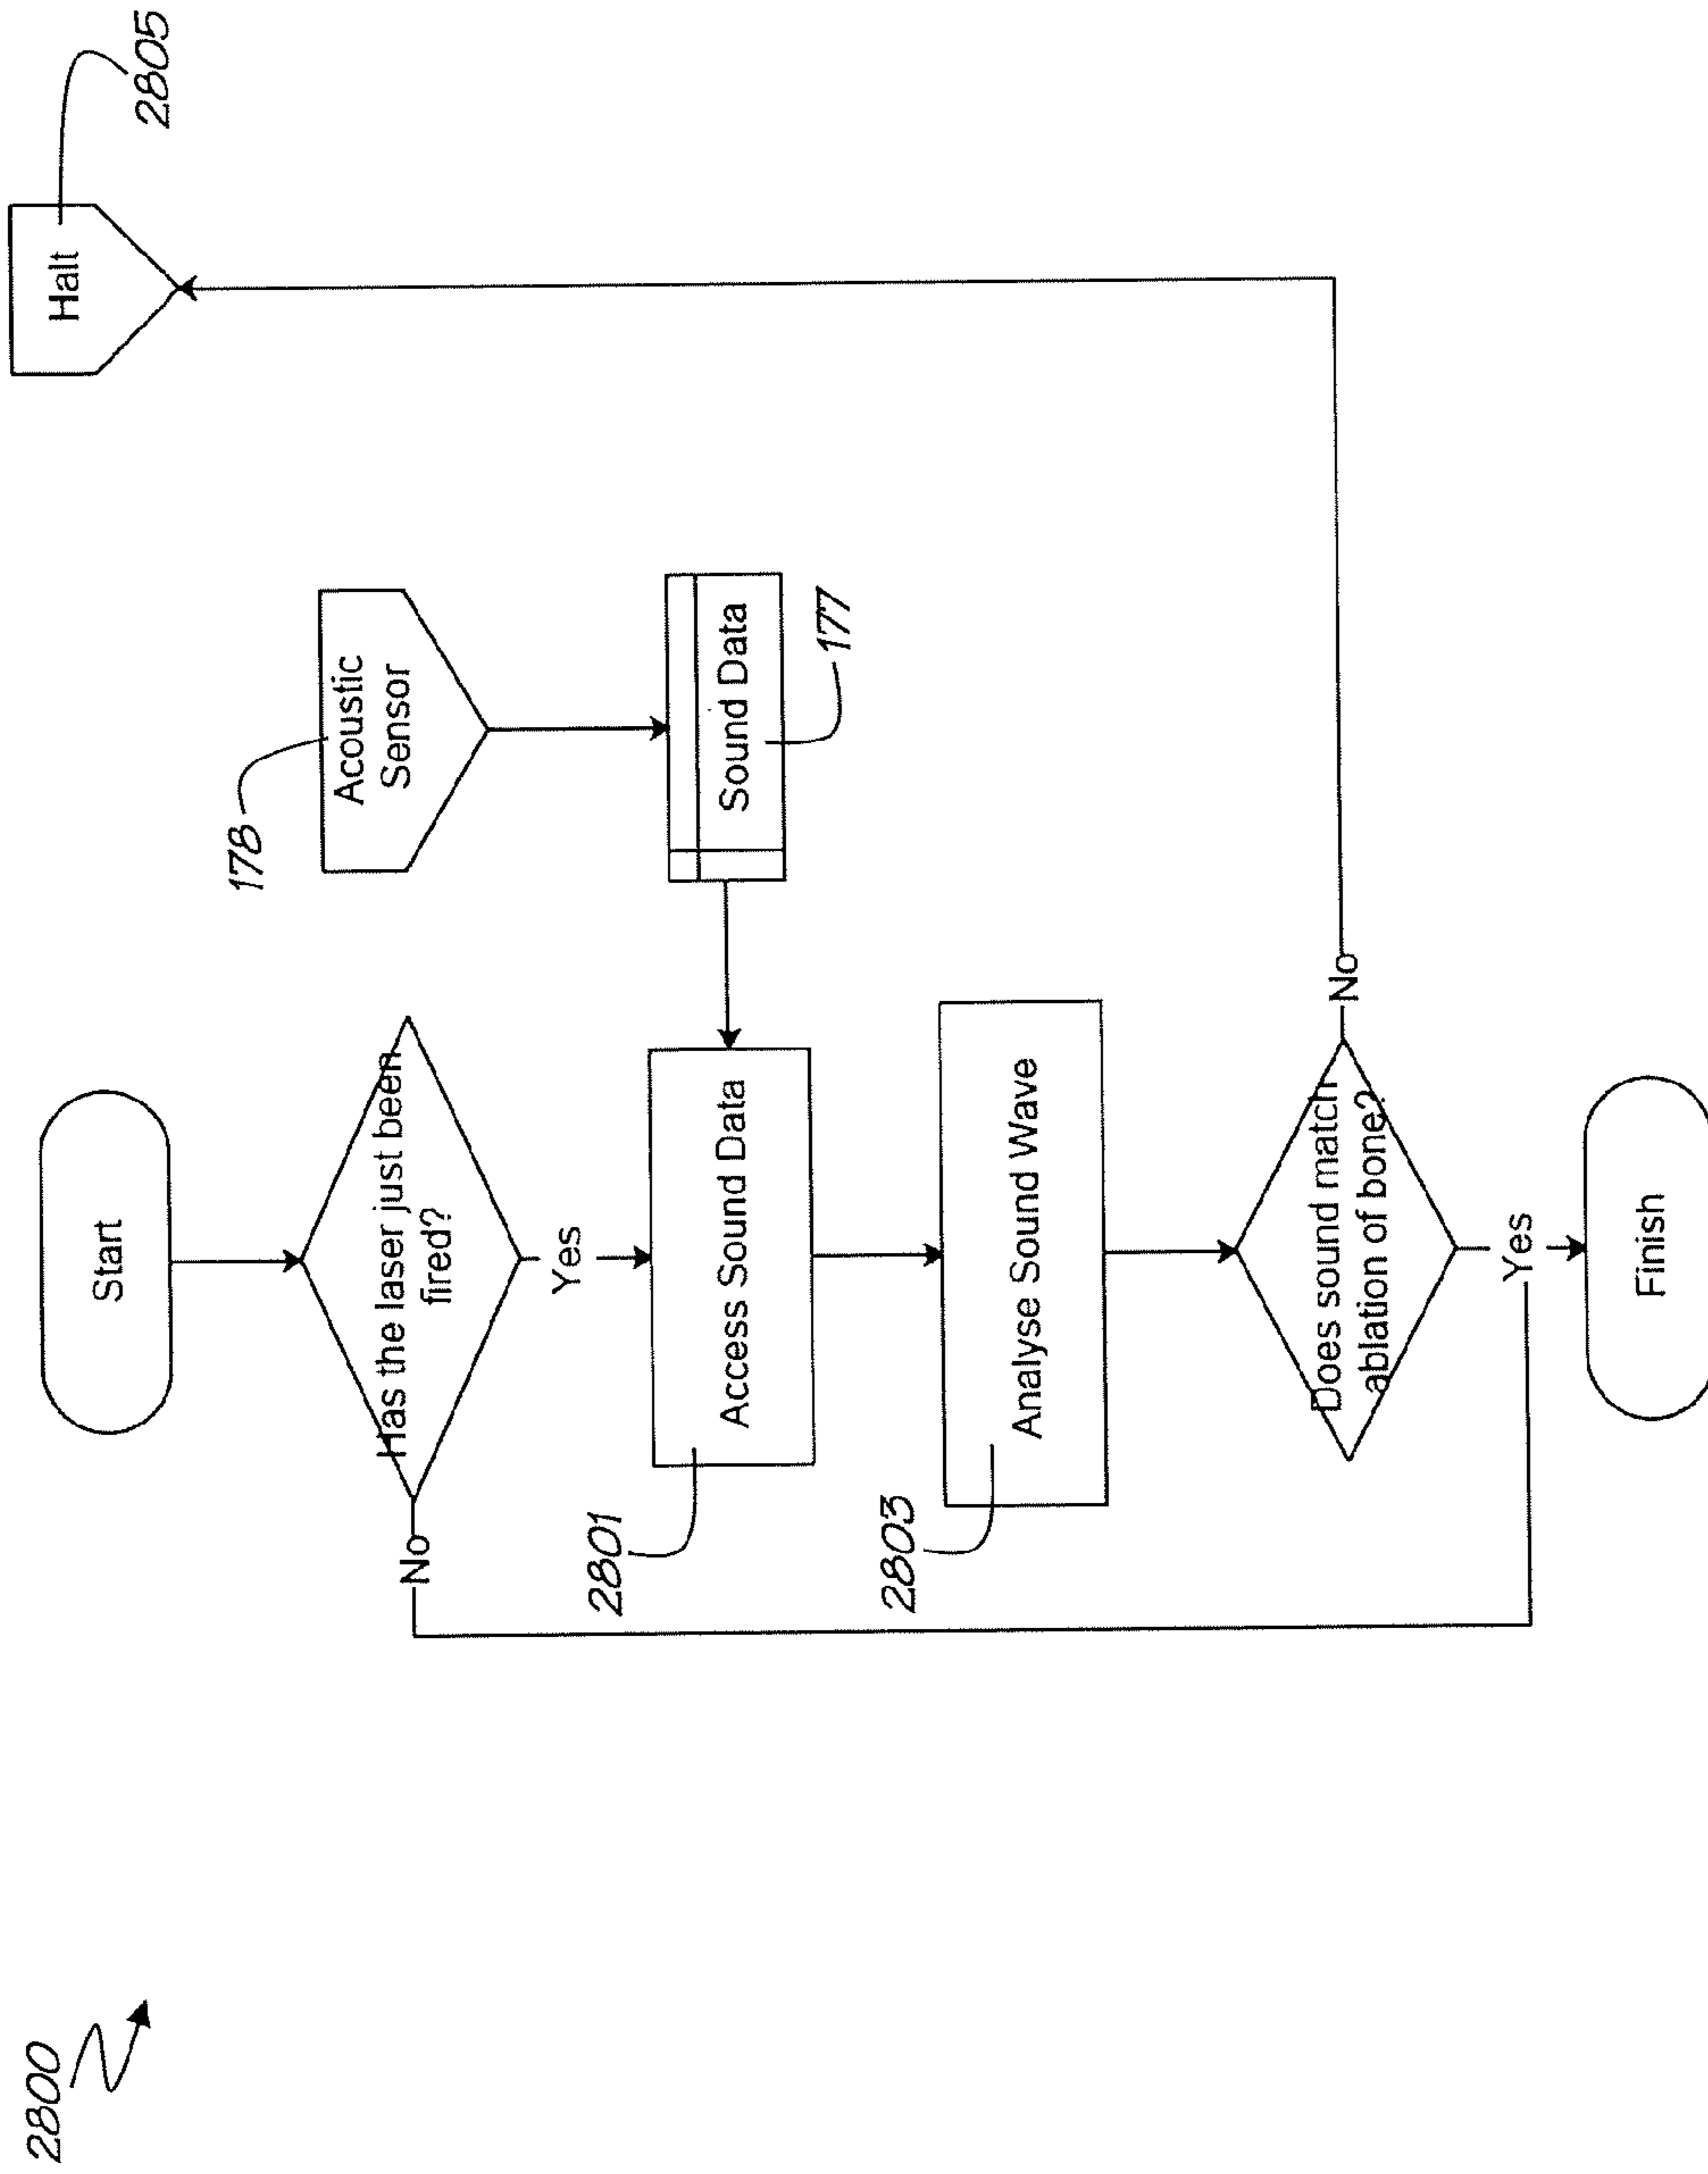 2800
Start
Has the laser just been
fired?
No
Yes
178
Acoustic
Sensor
Sound Data
177
2801
Access Sound Data
2803
Analyse Sound Wave
Does sound match
ablation of bone?
No
Halt
2805
Yes
Finish